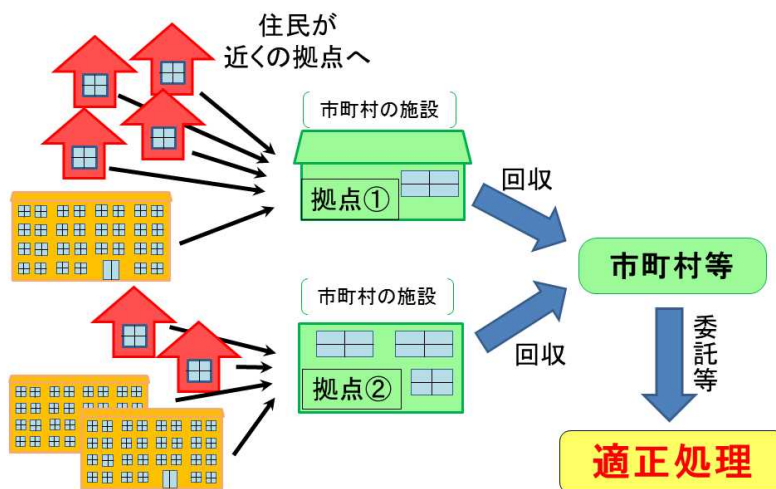 住民が
近くの拠点へ
市町村の施設
拠点①
回収
市町村等
市町村の施設
拠点②
回収
委託等
適正処理